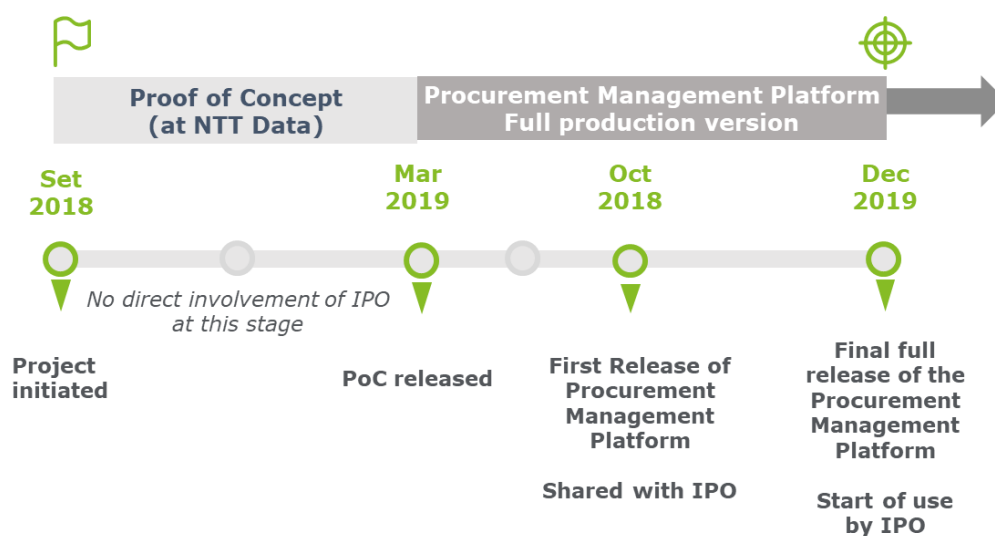 Proof of Concept
(at NTT Data)
Procurement Management Platform
Full production version
Set
2018
Mar
2019
Oct
2018
Dec
2019
No direct involvement of IPO
at this stage
Project
initiated
PoC released
First Release of
Procurement
Management
Platform
Shared with IPO
Final full
release of the
Procurement
Management
Platform
Start of use
by IPO